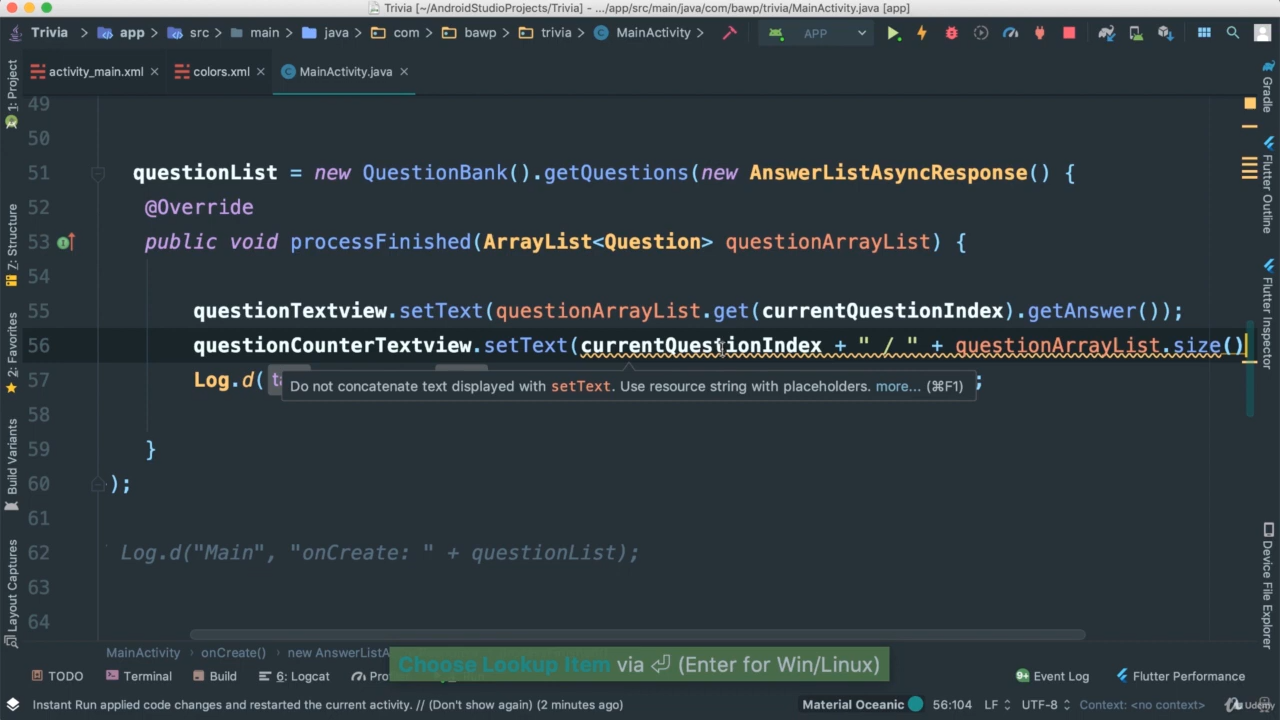 Trivia [~/AndroidStudioProjects/Trivia] - .../app/src/main/java/com/bawp/trivia/MainActivity.java [app]
Trivia app src main java com bawp trivia MainActivity APP
activity_main.xml colors.xml MainActivity.java
1: Project
7: Structure
2: Favorites
Build Variants
Layout Captures
49
50
51 questionList = new QuestionBank().getQuestions(new AnswerListAsyncResponse() {
52 @Override
53 public void processFinished(ArrayList<Question> questionArrayList) {
54
55 questionTextview.setText(questionArrayList.get(currentQuestionIndex).getAnswer());
56 questionCounterTextview.setText(currentQuestionIndex + " / " + questionArrayList.size()
57 Log.d( ;
Do not concatenate text displayed with setText. Use resource string with placeholders. more... (⌘F1)
58
59 }
60 );
61
62 Log.d("Main", "onCreate: " + questionList);
63
64
Gradle
Flutter Outline
Flutter Inspector
Device File Explorer
MainActivity onCreate()
Choose Lookup Item via ⏎ (Enter for Win/Linux)
TODO Terminal Build 6: Logcat Event Log Flutter Performance
Instant Run applied code changes and restarted the current activity. // (Don't show again) (2 minutes ago) Material Oceanic 56:104 LF UTF-8 Context: <no context>
Udemy